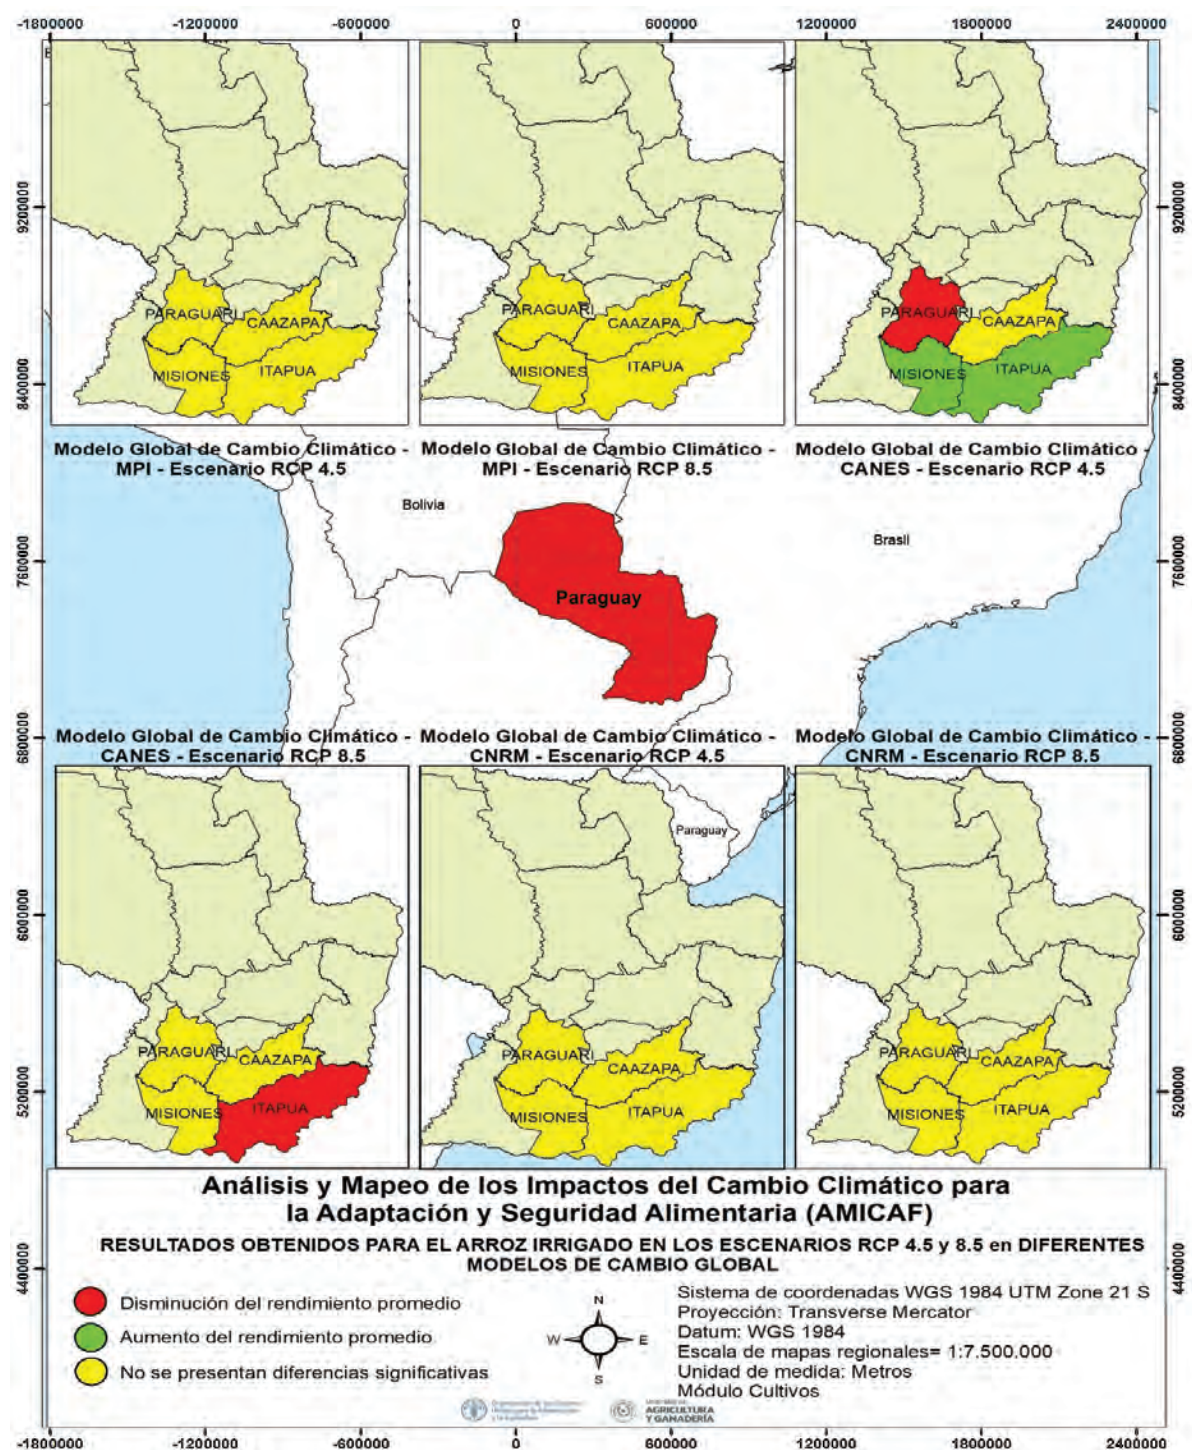 -1800000 -1200000 -600000 0 600000 1200000 1800000 2400000
9200000 9200000
PARAGUARI CAAZAPA MISIONES ITAPUA
PARAGUARI CAAZAPA MISIONES ITAPUA
PARAGUARI CAAZAPA MISIONES ITAPUA
8400000 8400000
Modelo Global de Cambio Climático -
MPI - Escenario RCP 4.5
Modelo Global de Cambio Climático -
MPI - Escenario RCP 8.5
Modelo Global de Cambio Climático -
CANES - Escenario RCP 4.5
Bolivia
Brasil
7600000 7600000
Paraguay
6800000 6800000
Modelo Global de Cambio Climático -
CANES - Escenario RCP 8.5
Modelo Global de Cambio Climático -
CNRM - Escenario RCP 4.5
Modelo Global de Cambio Climático -
CNRM - Escenario RCP 8.5
Paraguay
6000000 6000000
PARAGUARI CAAZAPA MISIONES ITAPUA
PARAGUARI CAAZAPA MISIONES ITAPUA
PARAGUARI CAAZAPA MISIONES ITAPUA
5200000 5200000
Análisis y Mapeo de los Impactos del Cambio Climático para
la Adaptación y Seguridad Alimentaria (AMICAF)
RESULTADOS OBTENIDOS PARA EL ARROZ IRRIGADO EN LOS ESCENARIOS RCP 4.5 y 8.5 en DIFERENTES
MODELOS DE CAMBIO GLOBAL
4400000 4400000
Disminución del rendimiento promedio
Aumento del rendimiento promedio
No se presentan diferencias significativas
N
W E
S
Sistema de coordenadas WGS 1984 UTM Zone 21 S
Proyección: Transverse Mercator
Datum: WGS 1984
Escala de mapas regionales= 1:7.500.000
Unidad de medida: Metros
Módulo Cultivos
AGRICULTURA
Y GANADERÍA
-1800000 -1200000 -600000 0 600000 1200000 1800000 2400000